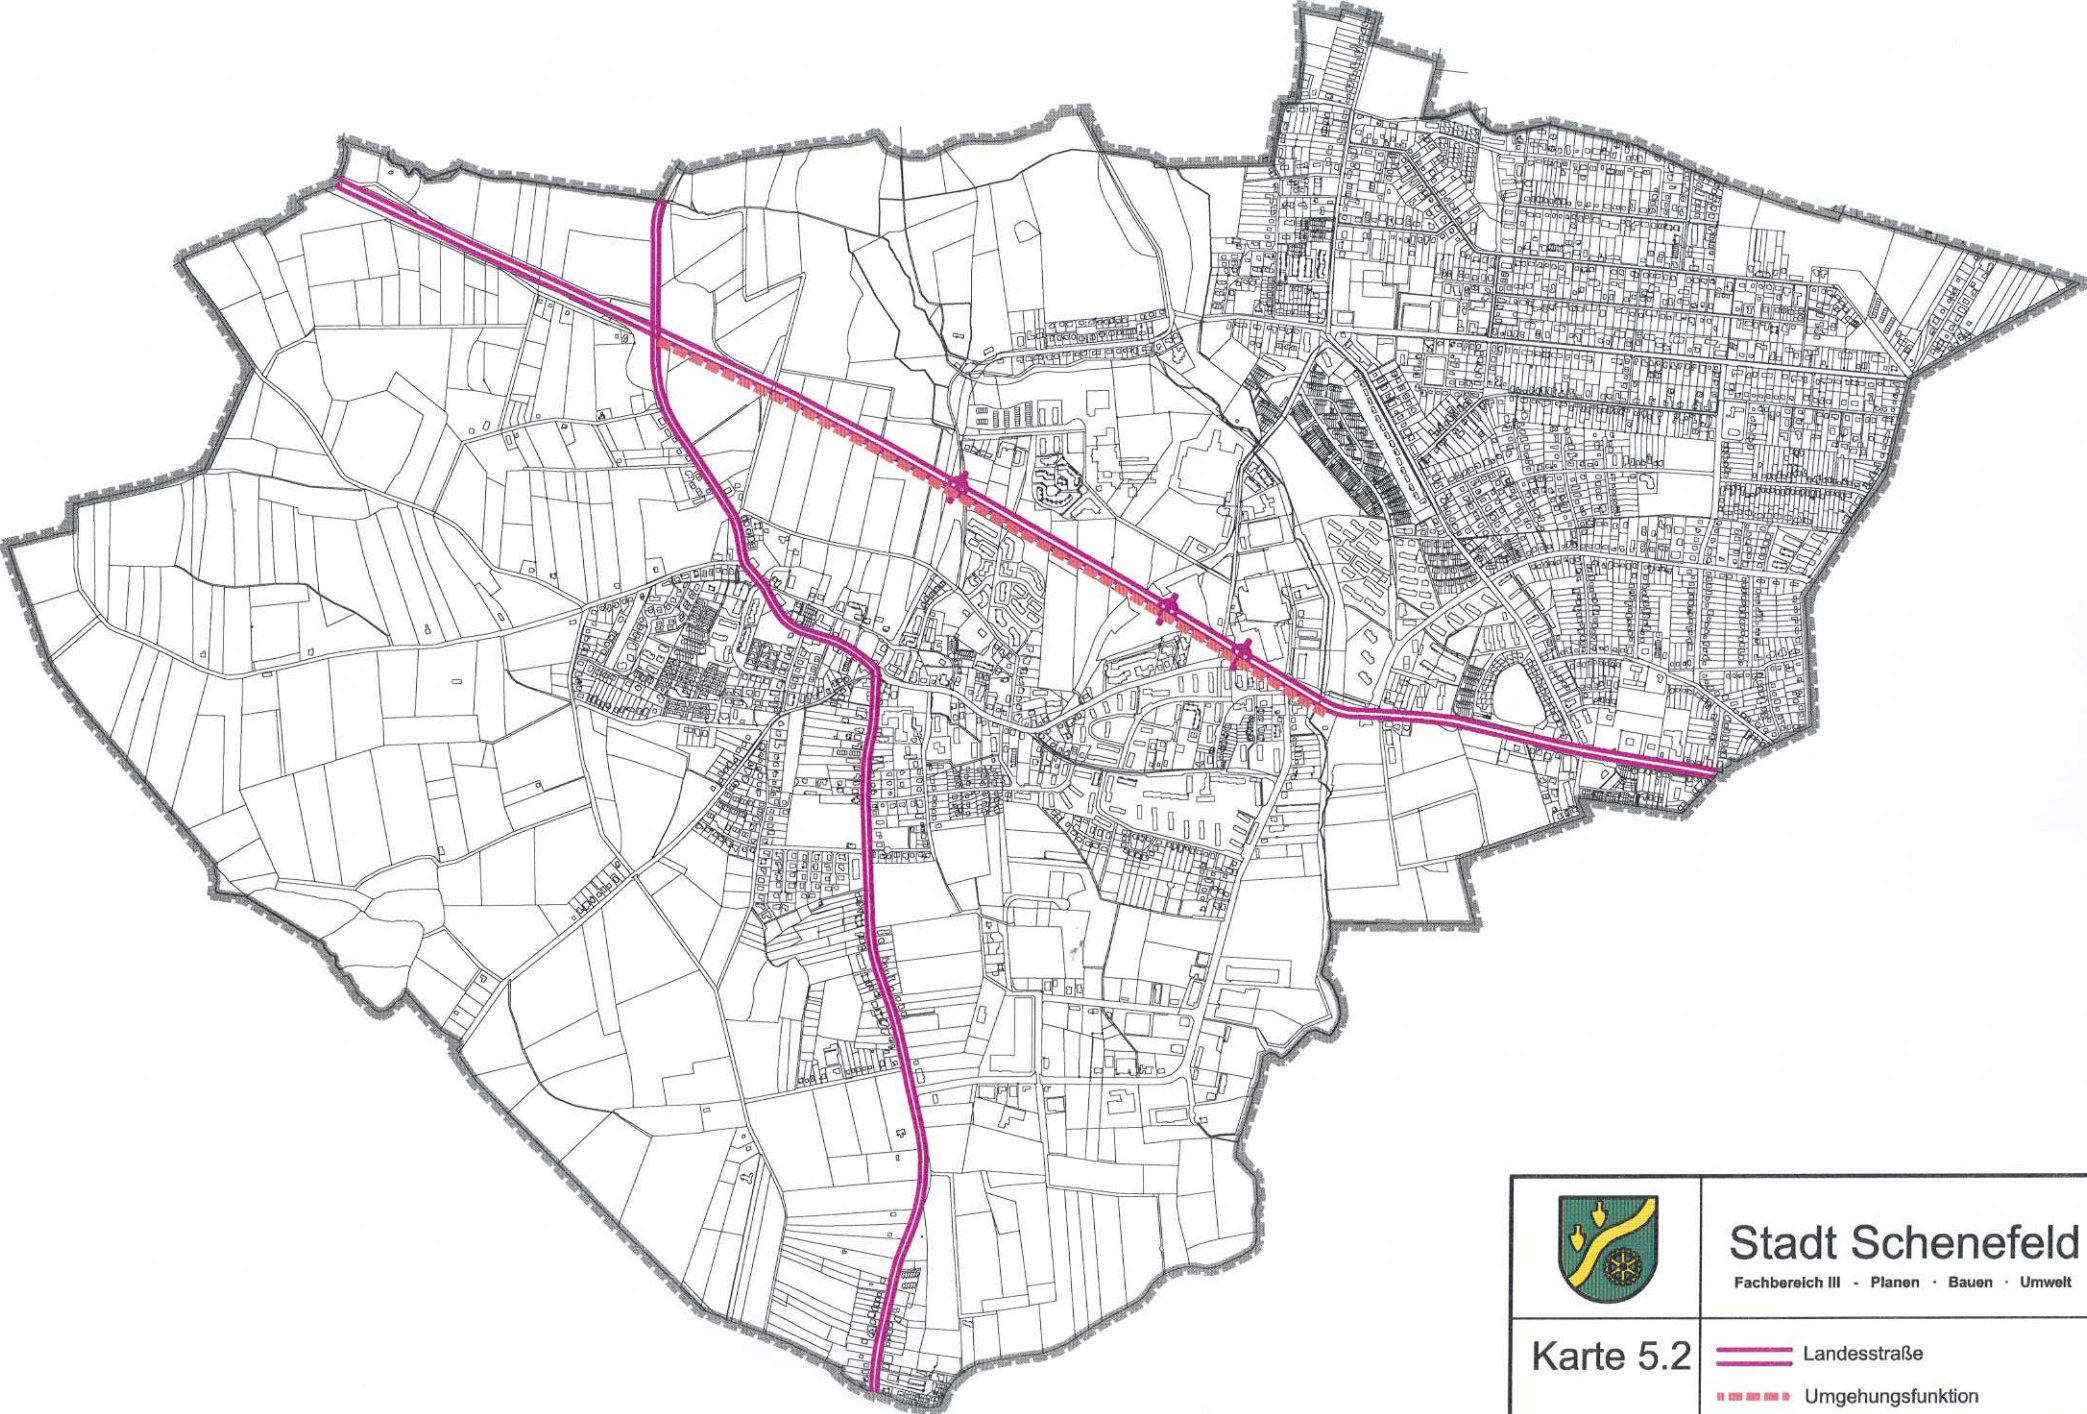 Stadt Schenefeld
Fachbereich III - Planen · Bauen · Umwelt
Karte 5.2
Landesstraße
Umgehungsfunktion